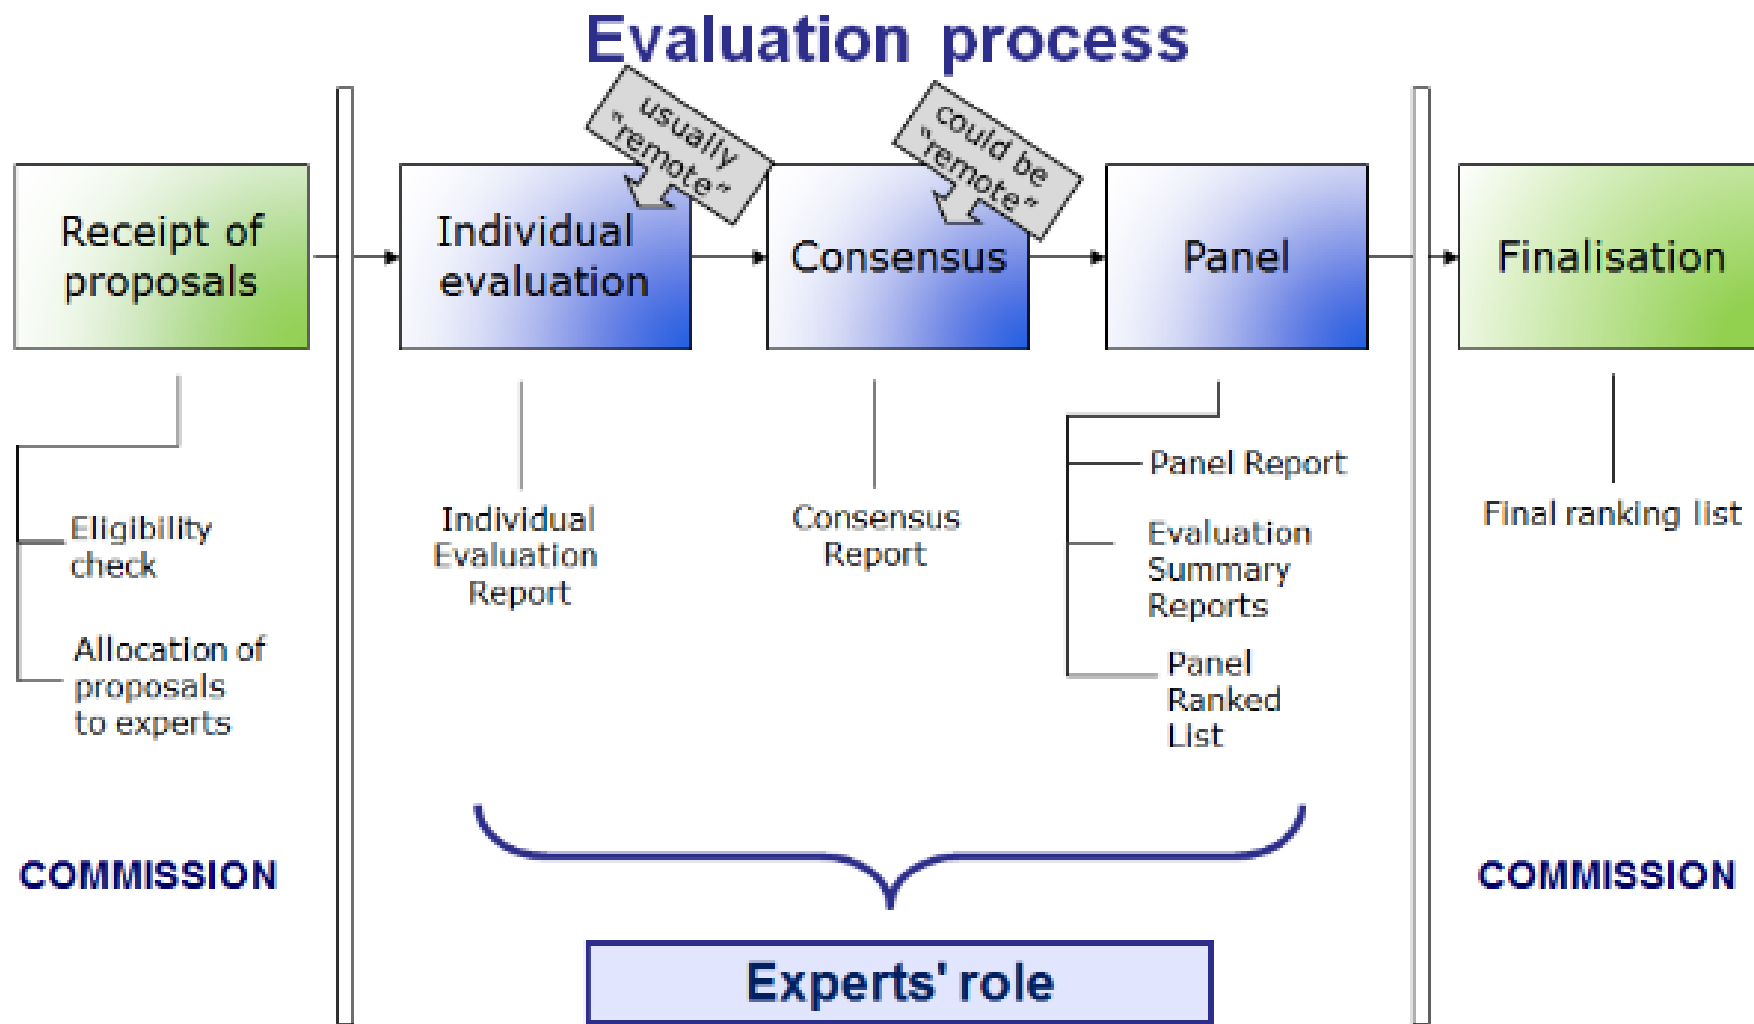 Evaluation process
usually
"remote"
could be
"remote"
Receipt of
proposals
Individual
evaluation
Consensus
Panel
Finalisation
Eligibility
check
Allocation of
proposals
to experts
Individual
Evaluation
Report
Consensus
Report
Panel Report
Evaluation
Summary
Reports
Panel
Ranked
List
Final ranking list
COMMISSION
COMMISSION
Experts' role